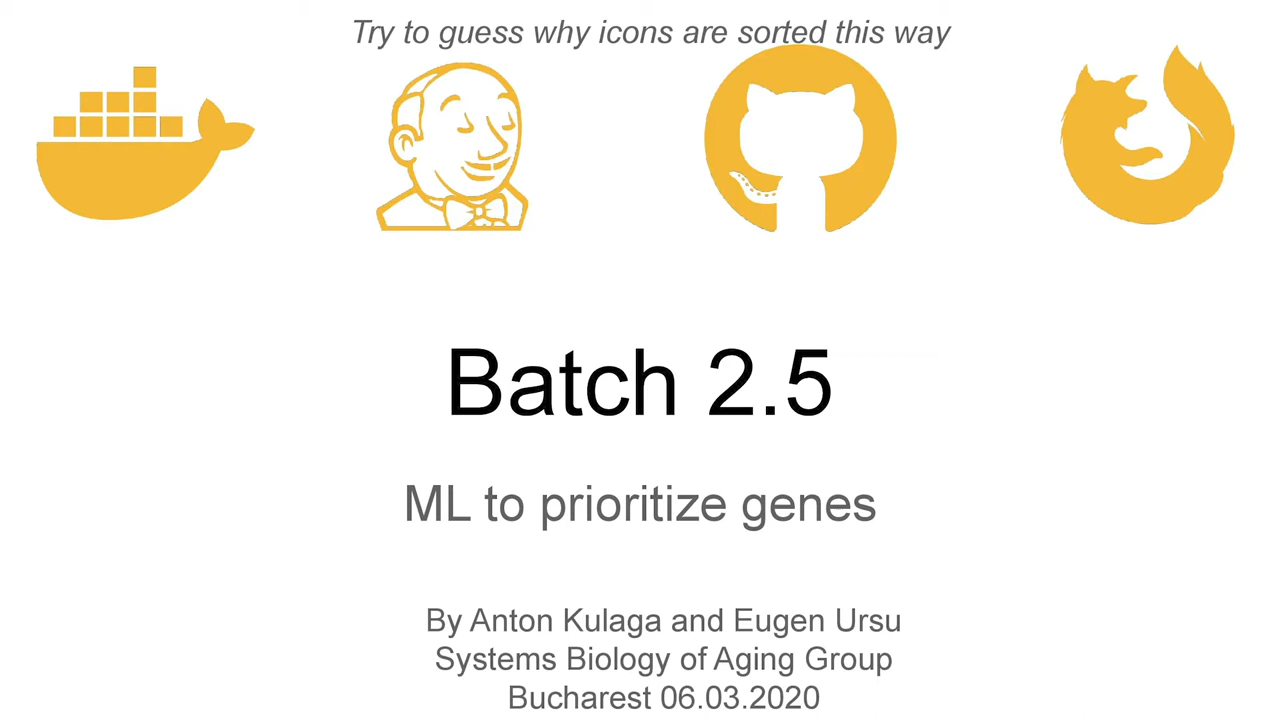 Try to guess why icons are sorted this way
Batch 2.5
ML to prioritize genes
By Anton Kulaga and Eugen Ursu
Systems Biology of Aging Group
Bucharest 06.03.2020